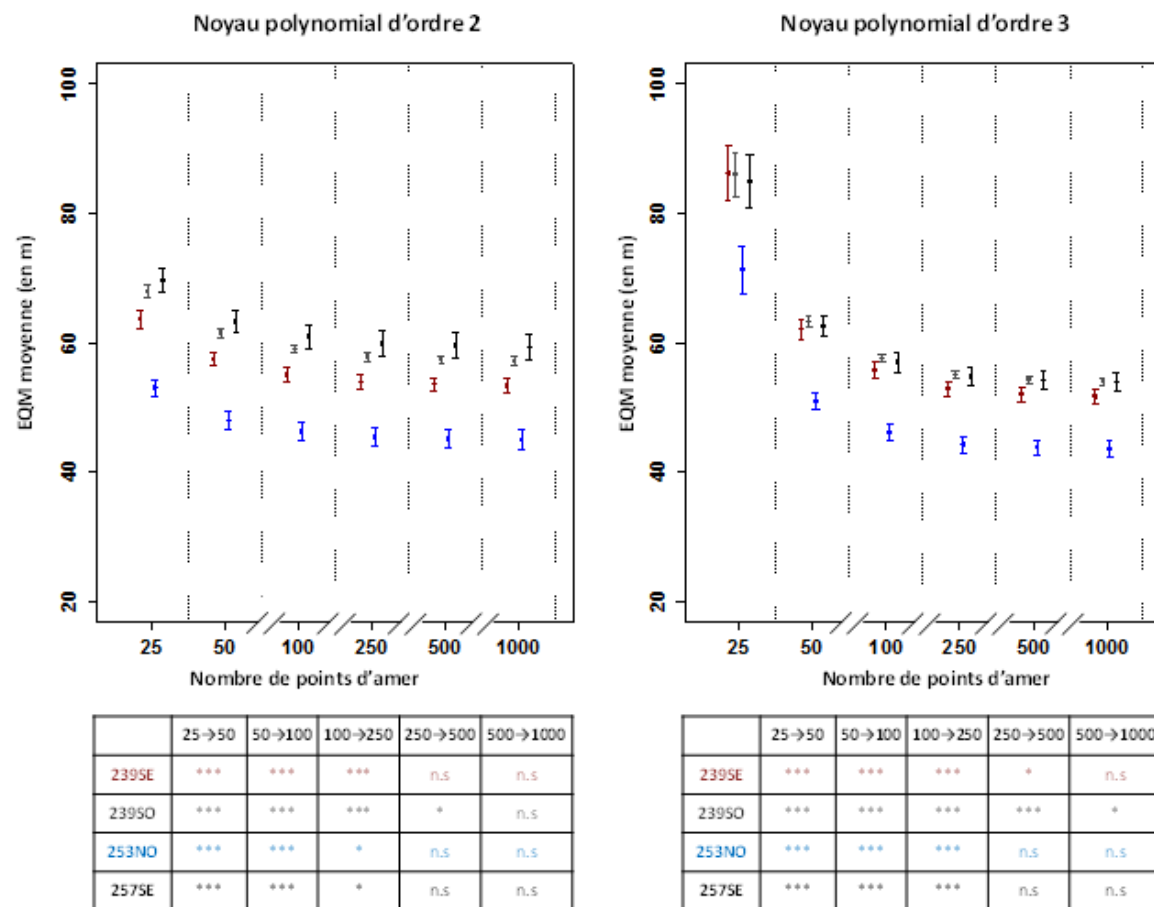 Noyau polynomial d'ordre 2
Noyau polynomial d'ordre 3
EQM moyenne (en m)
100
80
60
40
20
25 50 100 250 500 1000
Nombre de points d'amer
EQM moyenne (en m)
100
80
60
40
20
25 50 100 250 500 1000
Nombre de points d'amer
25→50 50→100 100→250 250→500 500→1000
239SE *** *** *** n.s n.s
239SO *** *** *** * n.s
253NO *** *** * n.s n.s
257SE *** *** * n.s n.s
25→50 50→100 100→250 250→500 500→1000
239SE *** *** *** * n.s
239SO *** *** *** *** *
253NO *** *** *** n.s n.s
257SE *** *** *** n.s n.s